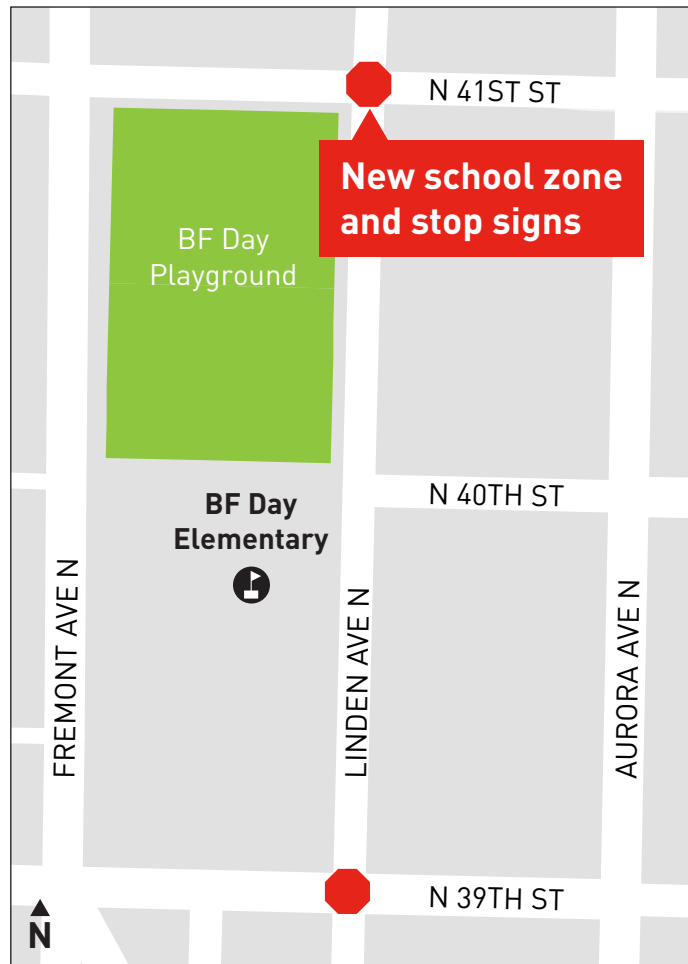 N 41ST ST
New school zone
and stop signs
BF Day
Playground
N 40TH ST
BF Day
Elementary
FREMONT AVE N
LINDEN AVE N
AURORA AVE N
N 39TH ST
N